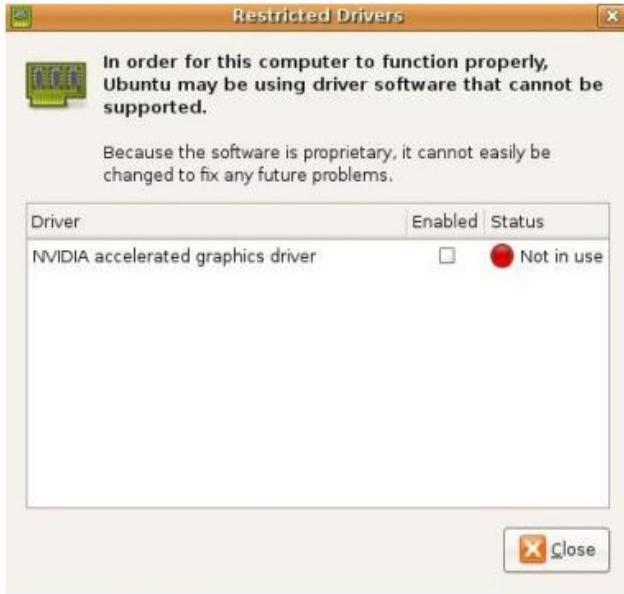 Restricted Drivers
In order for this computer to function properly,
Ubuntu may be using driver software that cannot be
supported.
Because the software is proprietary, it cannot easily be
changed to fix any future problems.
Driver Enabled Status
NVIDIA accelerated graphics driver Not in use
Close